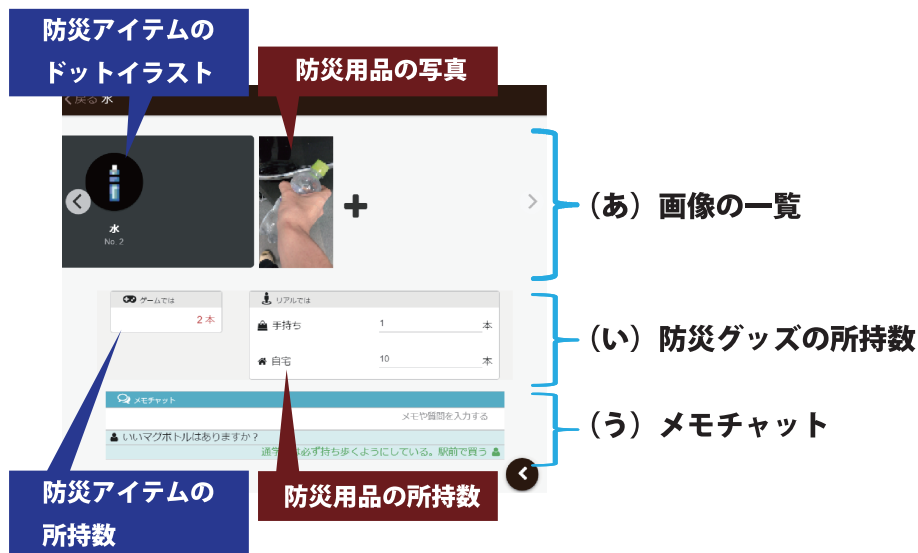 防災アイテムの
ドットイラスト
防災用品の写真
戻る 水
水
No. 2
(あ) 画像の一覧
ゲームでは
2 本
リアルでは
手持ち 1 本
自宅 10 本
(い) 防災グッズの所持数
メモチャット
メモや質問を入力する
いいマグボトルはありますか？
は必ず持ち歩くようにしている。駅前で買う
(う) メモチャット
防災アイテムの
所持数
防災用品の所持数